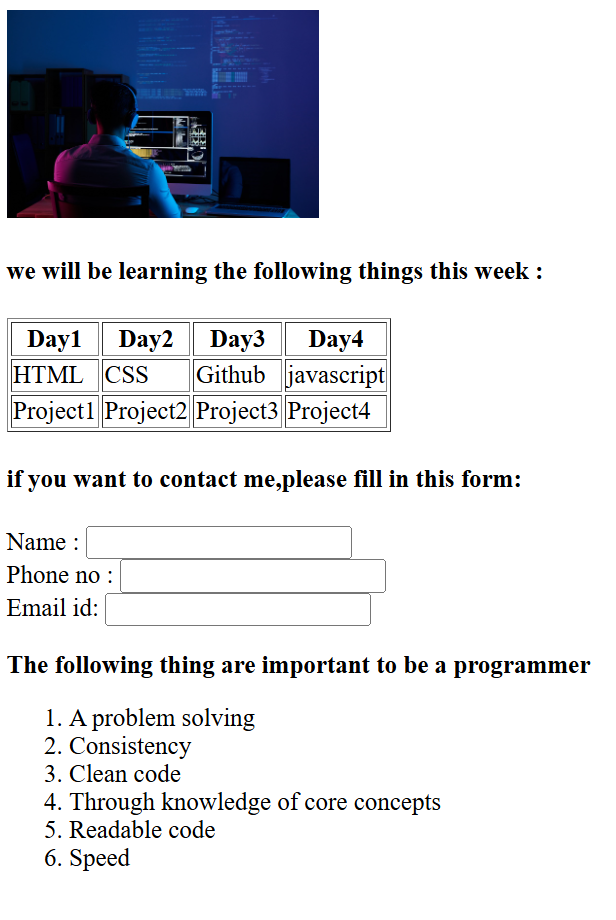 we will be learning the following things this week :
Day1 Day2 Day3 Day4
HTML CSS Github javascript
Project1 Project2 Project3 Project4
if you want to contact me,please fill in this form:
Name :
Phone no :
Email id:
The following thing are important to be a programmer
1. A problem solving
2. Consistency
3. Clean code
4. Through knowledge of core concepts
5. Readable code
6. Speed